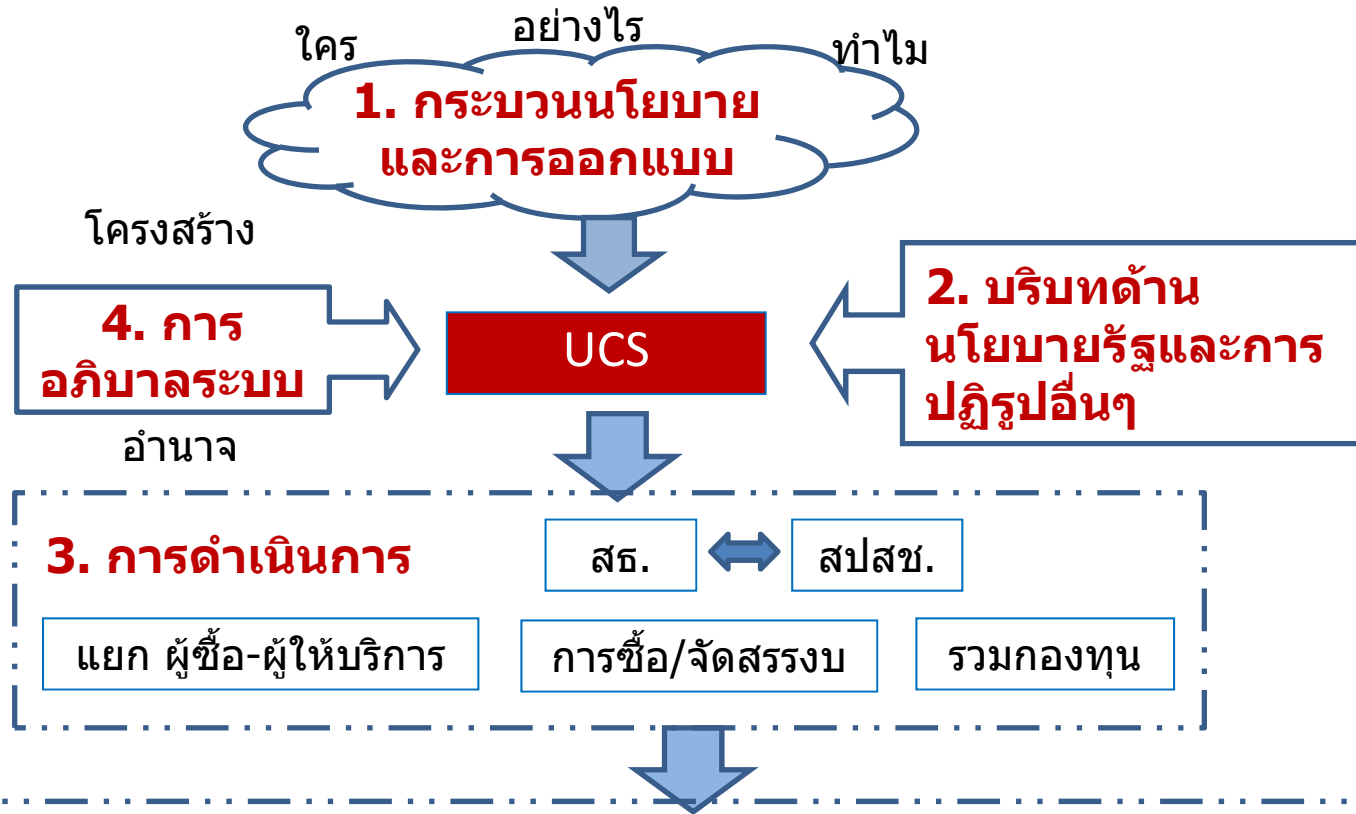 ใคร
อย่างไร
ทำไม
1. กระบวนนโยบาย
และการออกแบบ
โครงสร้าง
4. การ
อภิบาลระบบ
อำนาจ
UCS
2. บริบทด้าน
นโยบายรัฐและการ
ปฏิรูปอื่นๆ
3. การดำเนินการ
สธ.
สปสช.
แยก ผู้ซื้อ-ผู้ให้บริการ
การซื้อ/จัดสรรงบ
รวมกองทุน